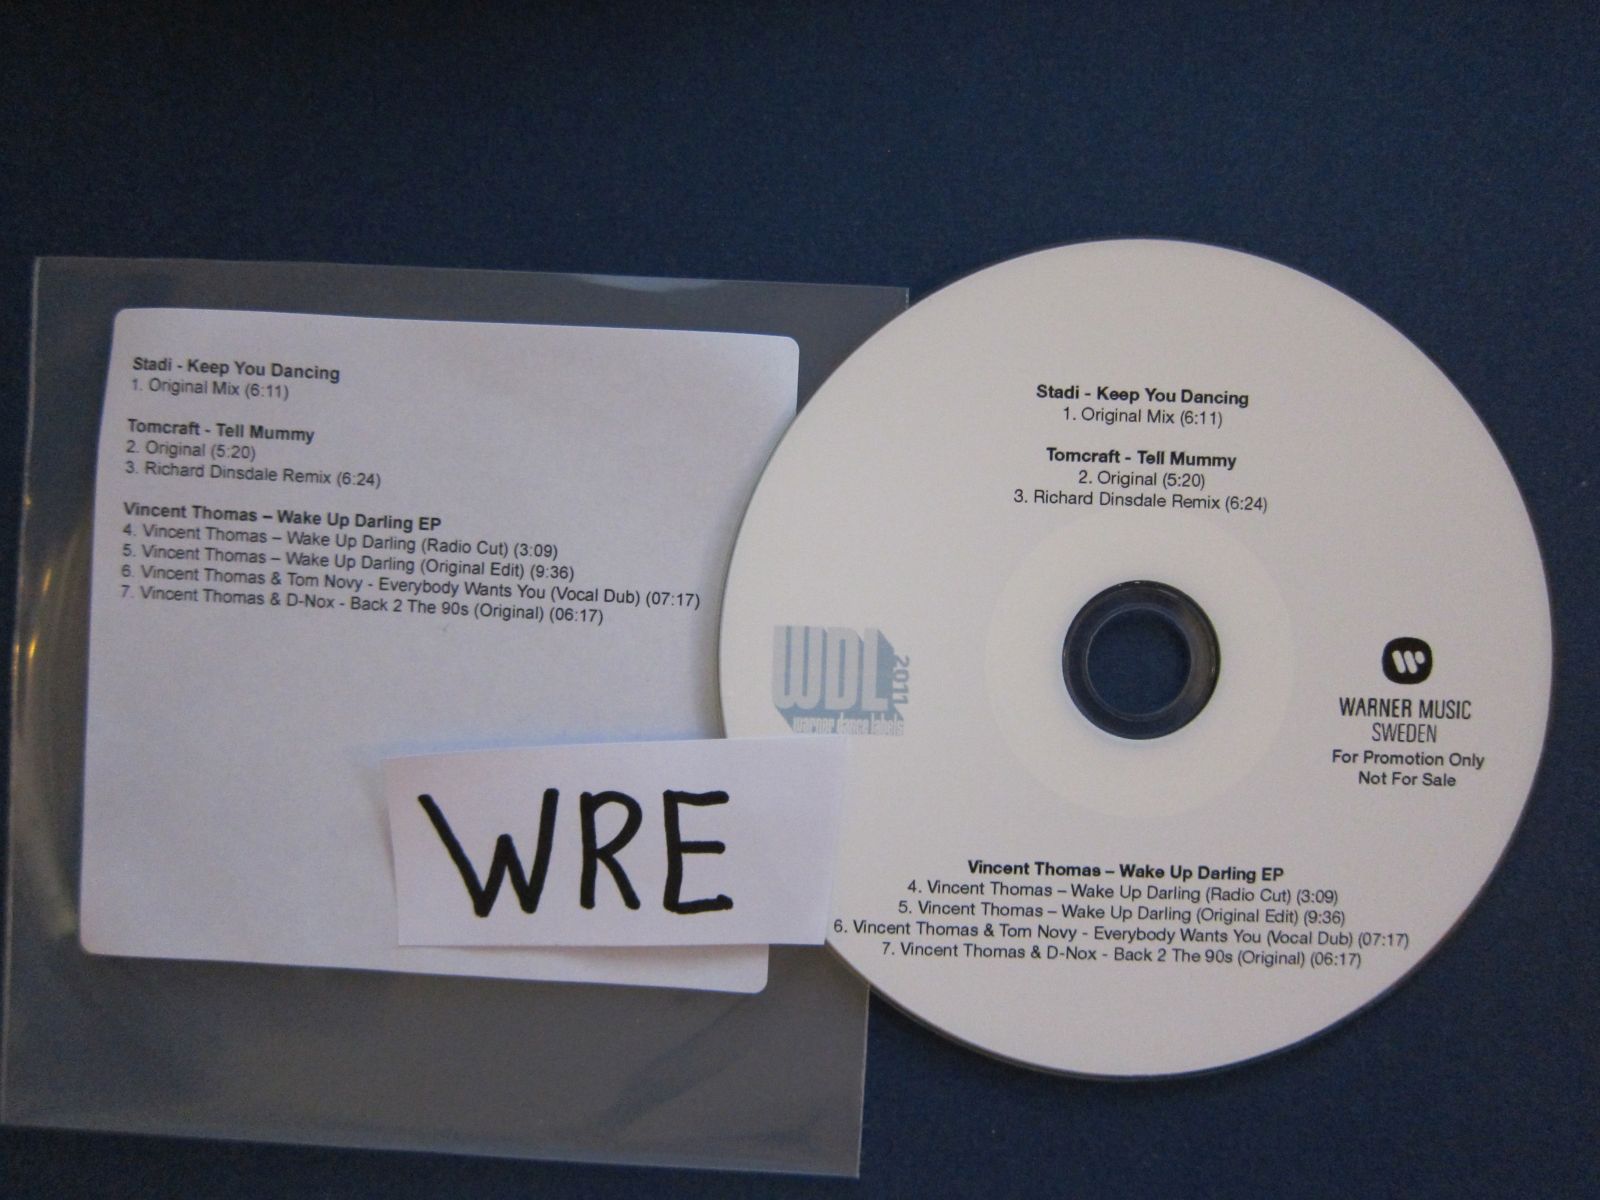 Stadi - Keep You Dancing
1. Original Mix (6:11)
Tomcraft - Tell Mummy
2. Original (5:20)
3. Richard Dinsdale Remix (6:24)
Vincent Thomas – Wake Up Darling EP
4. Vincent Thomas – Wake Up Darling (Radio Cut) (3:09)
5. Vincent Thomas – Wake Up Darling (Original Edit) (9:36)
6. Vincent Thomas & Tom Novy - Everybody Wants You (Vocal Dub) (07:17)
7. Vincent Thomas & D-Nox - Back 2 The 90s (Original) (06:17)
WRE
Stadi - Keep You Dancing
1. Original Mix (6:11)
Tomcraft - Tell Mummy
2. Original (5:20)
3. Richard Dinsdale Remix (6:24)
WDL
2011
warner dance labels
WARNER MUSIC
SWEDEN
For Promotion Only
Not For Sale
Vincent Thomas – Wake Up Darling EP
4. Vincent Thomas – Wake Up Darling (Radio Cut) (3:09)
5. Vincent Thomas – Wake Up Darling (Original Edit) (9:36)
6. Vincent Thomas & Tom Novy - Everybody Wants You (Vocal Dub) (07:17)
7. Vincent Thomas & D-Nox - Back 2 The 90s (Original) (06:17)